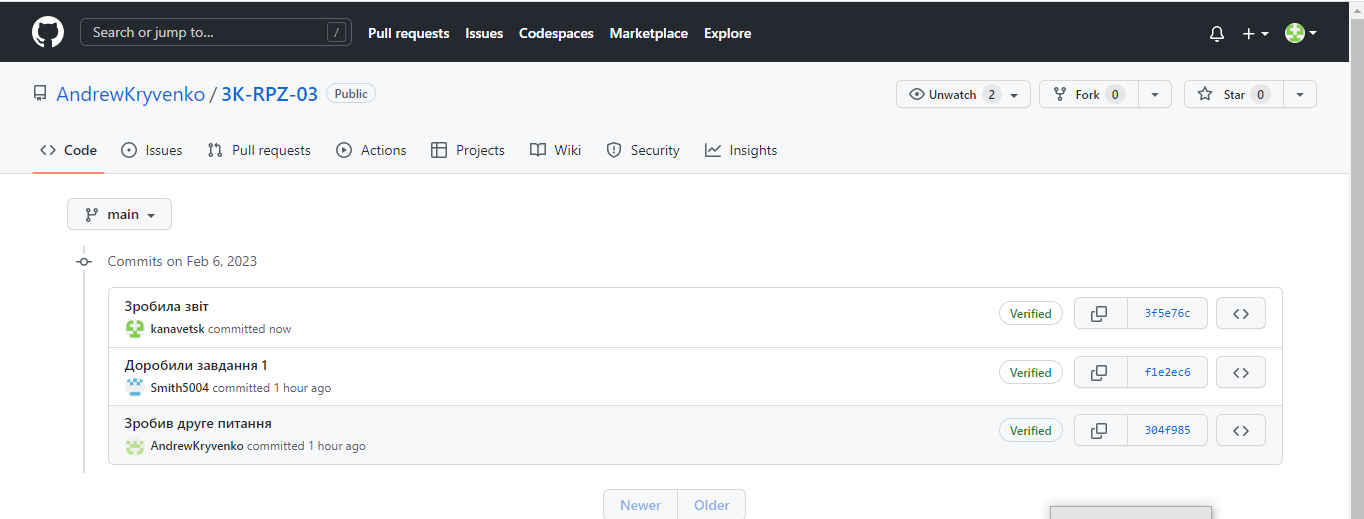 Search or jump to... / Pull requests Issues Codespaces Marketplace Explore
AndrewKryvenko / 3K-RPZ-03 Public Unwatch 2 Fork 0 Star 0
Code Issues Pull requests Actions Projects Wiki Security Insights
main
Commits on Feb 6, 2023
Зробила звіт
kanavetsk committed now
Verified 3f5e76c
Доробили завдання 1
Smith5004 committed 1 hour ago
Verified f1e2ec6
Зробив друге питання
AndrewKryvenko committed 1 hour ago
Verified 304f985
Newer Older